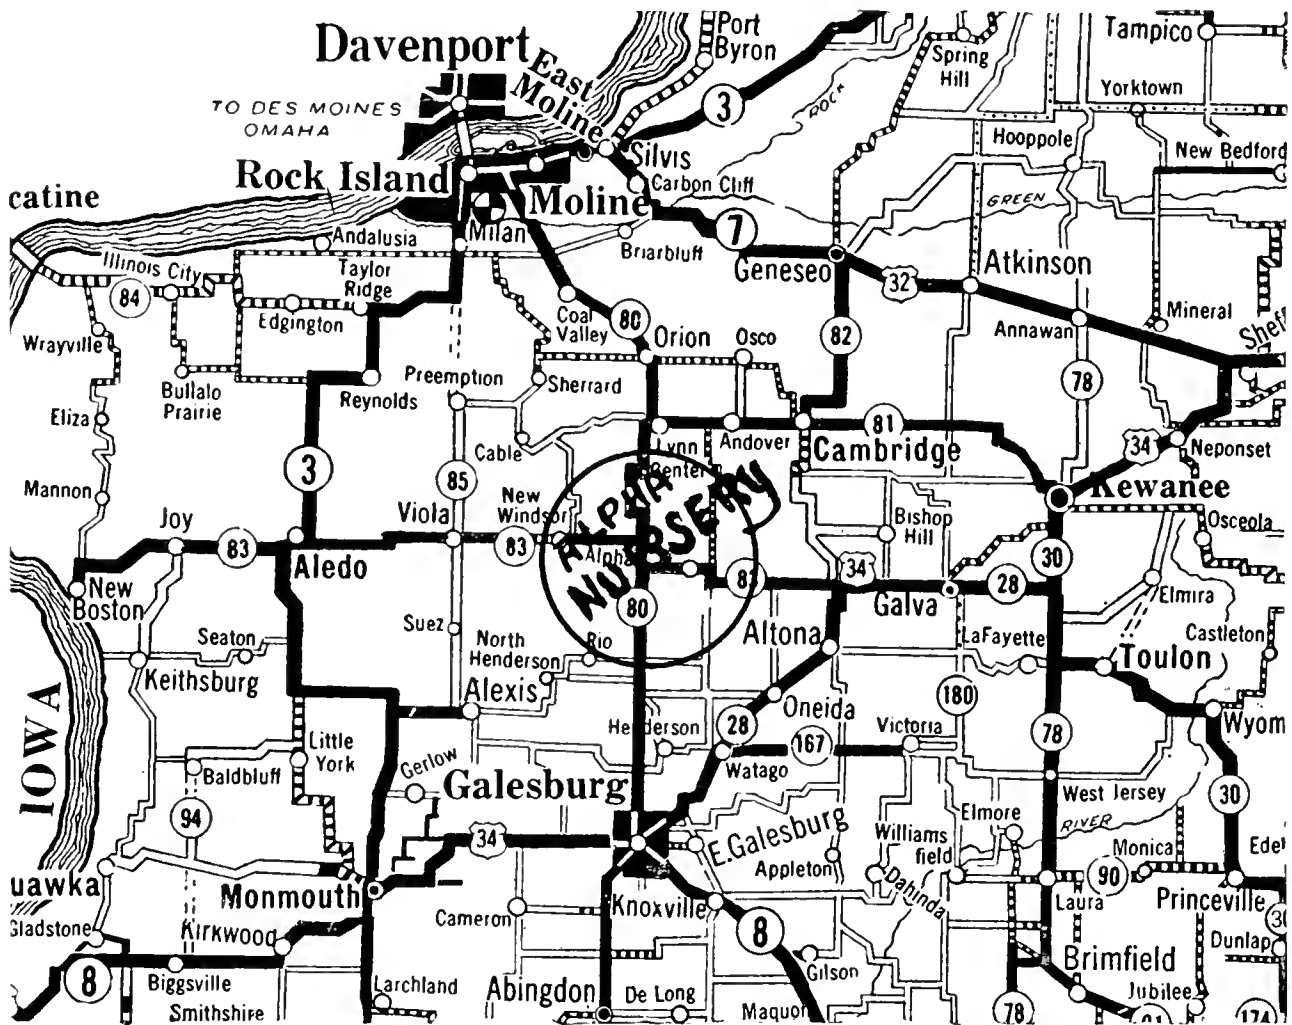 Port
Byron
Tampico
Davenport
East
Moline
Spring
Hill
Yorktown
TO DES MOINES
OMAHA
3
ROCK
Hooppole
New Bedford
Silvis
Rock Island
Carbon Cliff
catine
Moline
GREEN
7
Andalusia
Milan
Briarbluff
Illinois City
Taylor
Ridge
Geneseo
Atkinson
32
84
Edgington
Coal
Valley
80
82
Annawan
Mineral
Wrayville
Orion
Osco
Sheff
Preemption
Sherrard
78
Bullalo
Prairie
Reynolds
Eliza
Andover
81
Cable
Lynn
Center
Cambridge
34
Neponset
3
85
ALPHA
NURSERY
Kewanee
Mannon
New
Windsor
Joy
Viola
Bishop
Hill
Osceola
83
83
Alpha
30
Aledo
34
83
28
New
Boston
80
Galva
Elmira
Suez
Seaton
North
Henderson
Rio
Altona
LaFayette
Castleton
Toulon
Keithsburg
Alexis
180
Oneida
IOWA
Henderson
28
Victoria
Wyom
167
78
Little
York
Gerlow
Watago
Baldbluff
Galesburg
West Jersey
30
94
34
E. Galesburg
Elmore
RIVER
Williams
field
Monica
Edel
Appleton
uawka
Monmouth
Dahinda
90
Laura
Princeville
Knoxville
Cameron
Gladstone
Kirkwood
8
30
Dunlap
Brimfield
8
Biggsville
Gilson
Larchland
Abingdon
De Long
Jubilee
Smithshire
Maquon
78
91
174